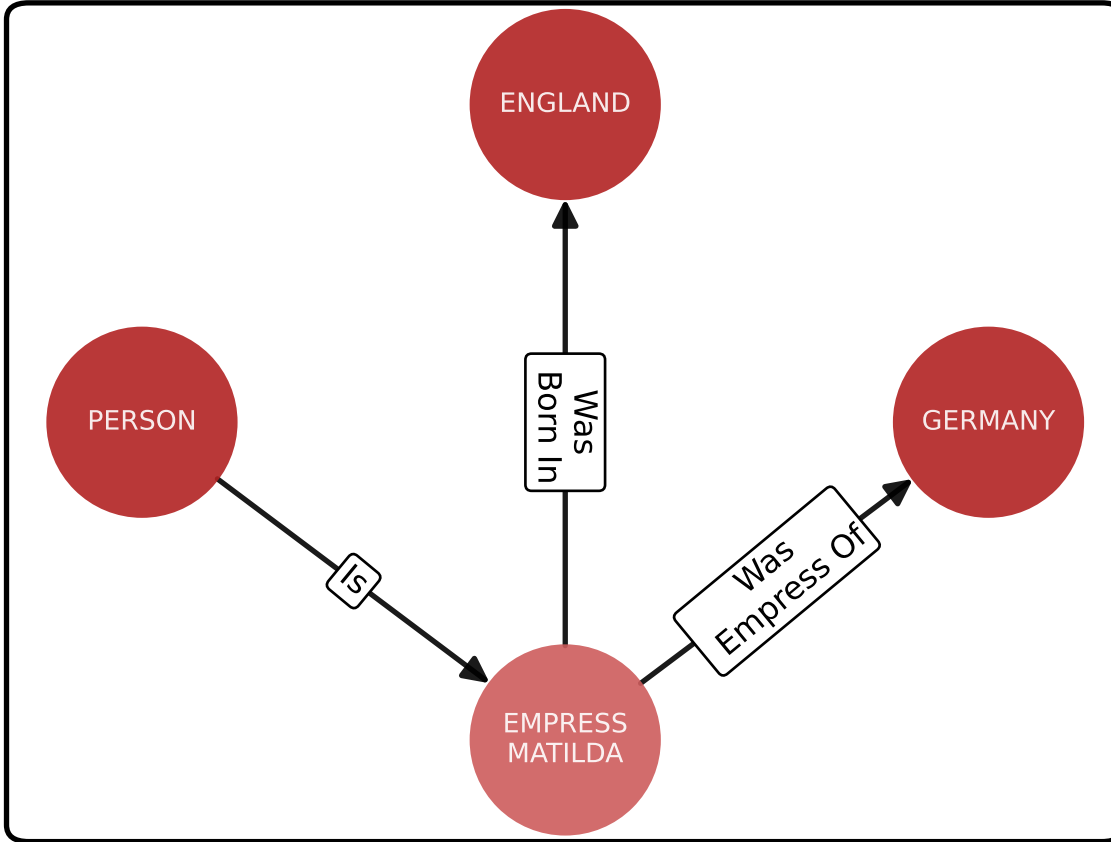 ENGLAND
Was
Born In
PERSON
GERMANY
Is
Was
Empress Of
EMPRESS
MATILDA